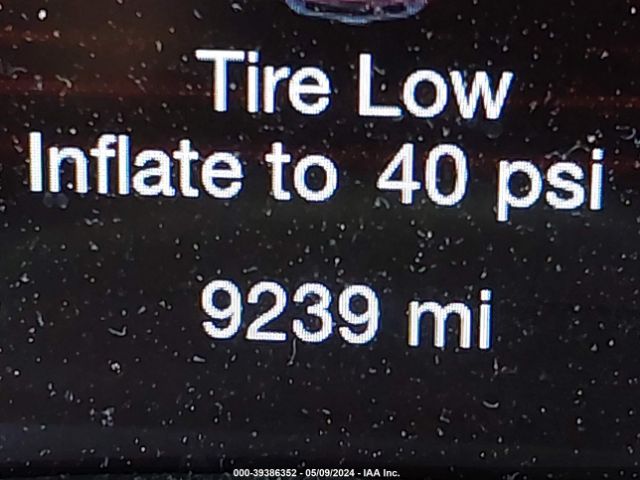 Tire Low
Inflate to 40 psi
9239 mi
000-39386352 - 05/09/2024 - IAA Inc.